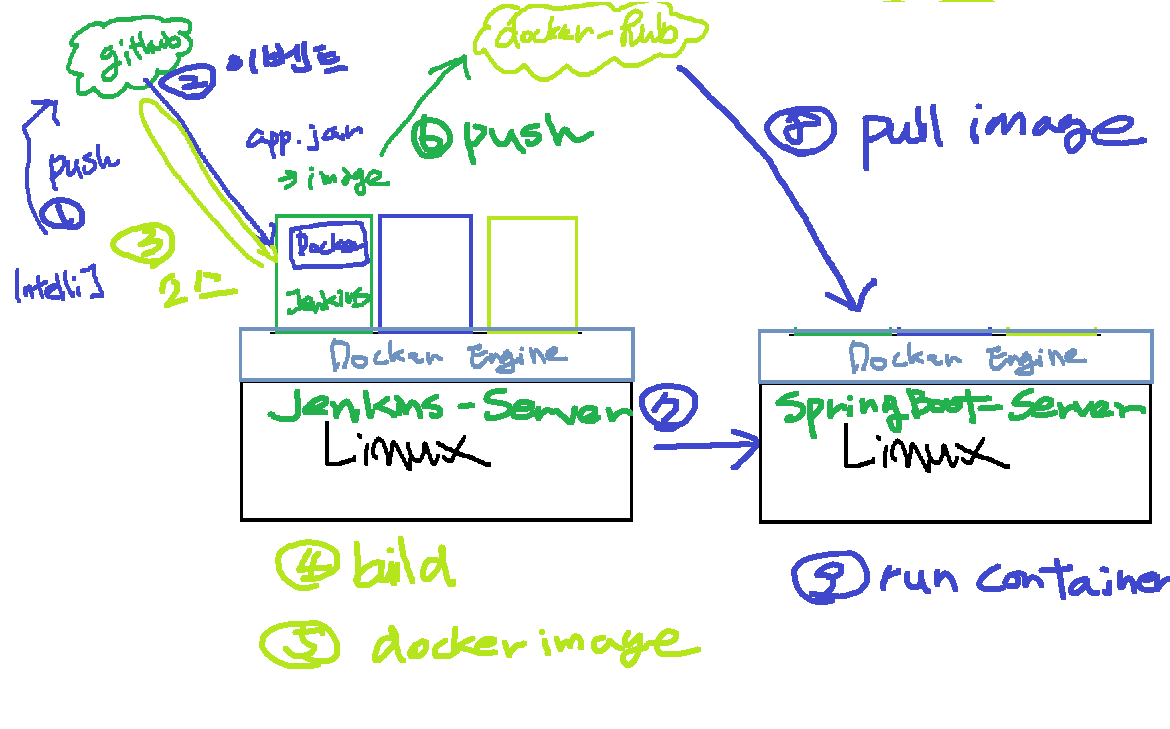 github
② 이벤트
docker-hub
① push
IntelliJ
③
app.jar
→ image
⑥ push
⑧ pull image
Docker
Jenkins
Docker Engine
Jenkins-Server
Linux
⑦
Docker Engine
SpringBoot-Server
Linux
④ build
⑤ docker image
⑨ run container